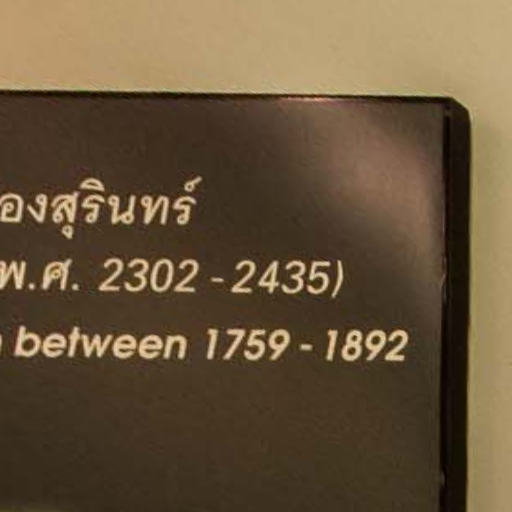 องสุรินทร์
พ.ศ. 2302 - 2435)
between 1759 - 1892